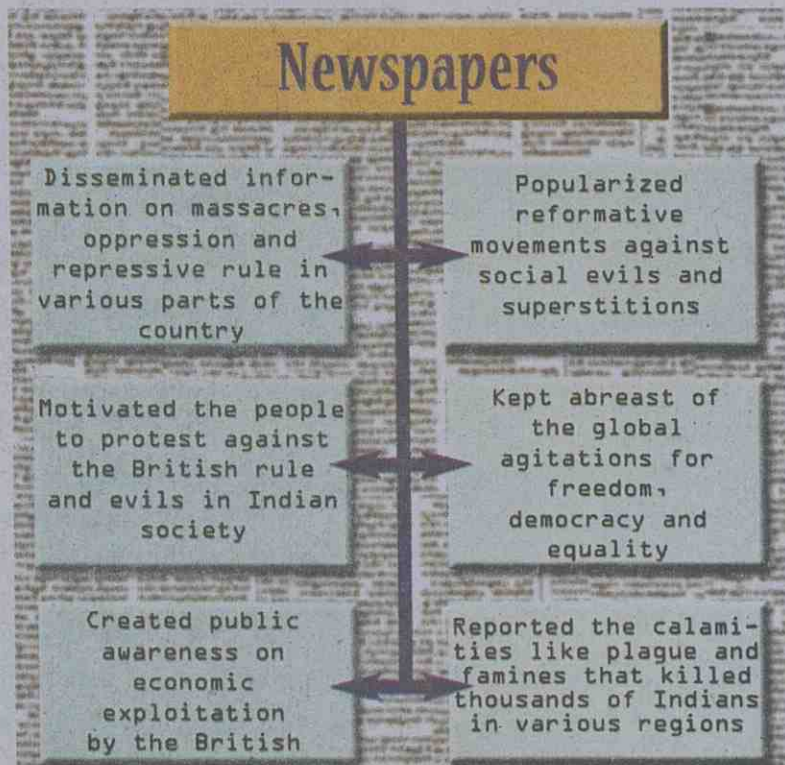 Newspapers
Disseminated infor-
mation on massacres,
oppression and
repressive rule in
various parts of the
country
Popularized
reformative
movements against
social evils and
superstitions
Motivated the people
to protest against
the British rule
and evils in Indian
society
Kept abreast of
the global
agitations for
freedom,
democracy and
equality
Created public
awareness on
economic
exploitation
by the British
Reported the calami-
ties like plague and
famines that killed
thousands of Indians
in various regions